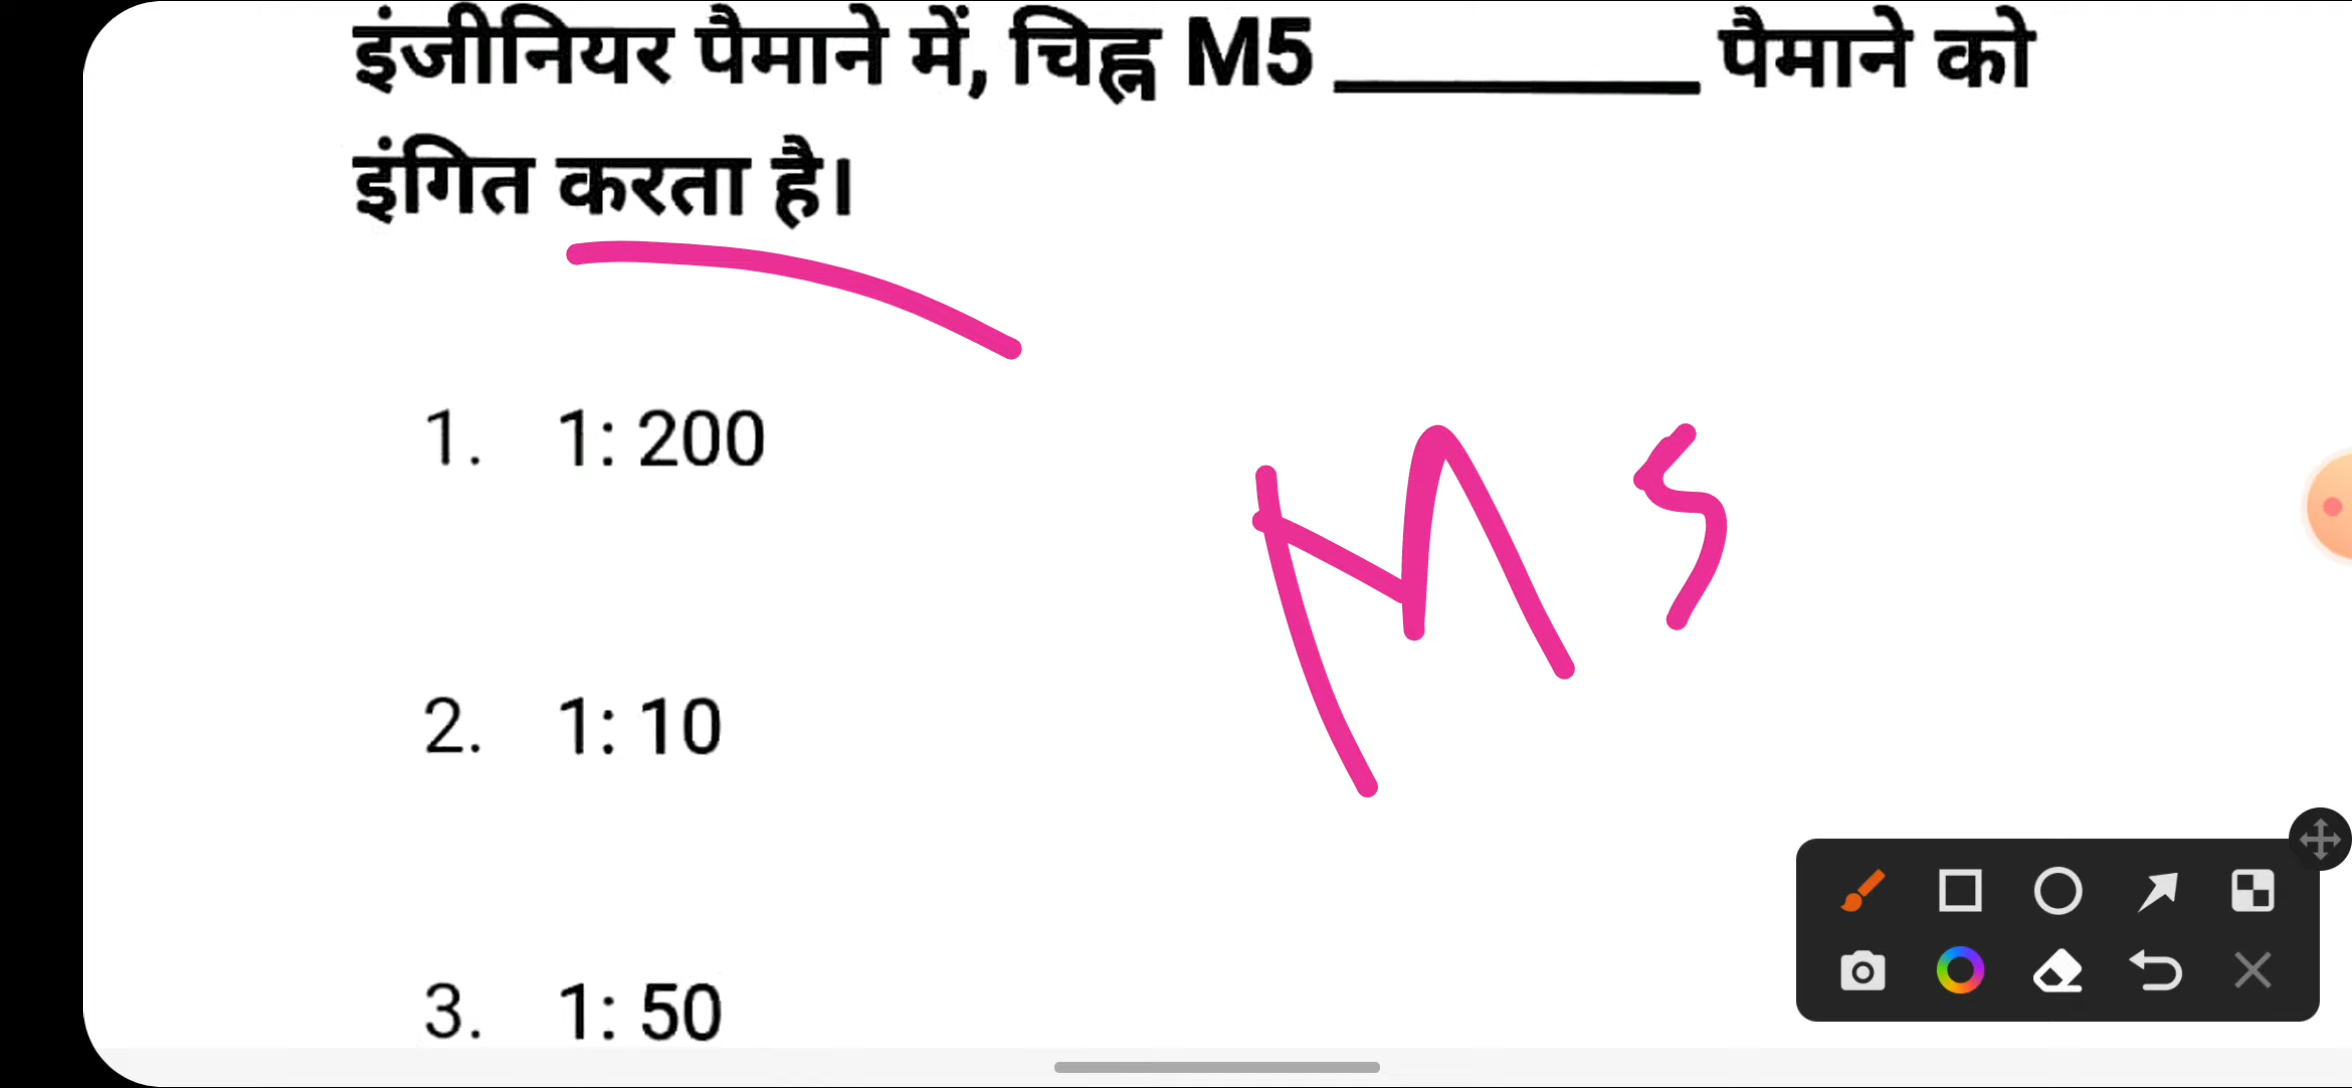 इंजीनियर पैमाने में, चिह्न M5 ________ पैमाने को
इंगित करता है।
1. 1: 200
M5
2. 1: 10
3. 1: 50